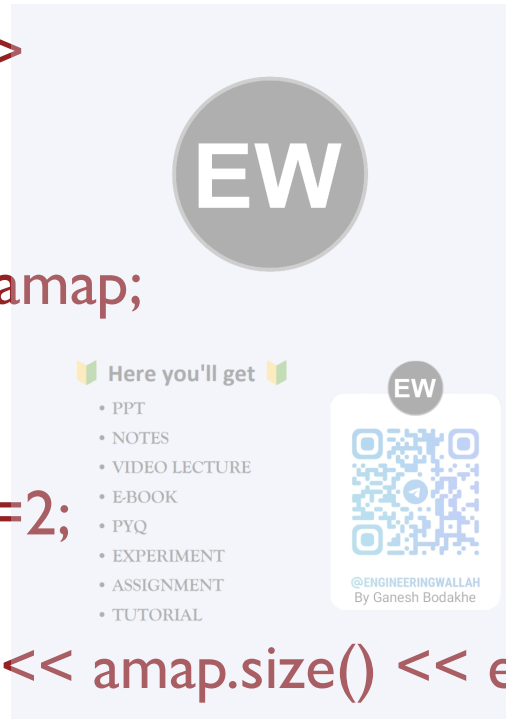 >
EW
amap;
Here you'll get
• PPT
• NOTES
• VIDEO LECTURE
• E-BOOK
• PYQ
• EXPERIMENT
• ASSIGNMENT
• TUTORIAL
EW
@ENGINEERINGWALLAH
By Ganesh Bodakhe
=2;
<< amap.size() << e